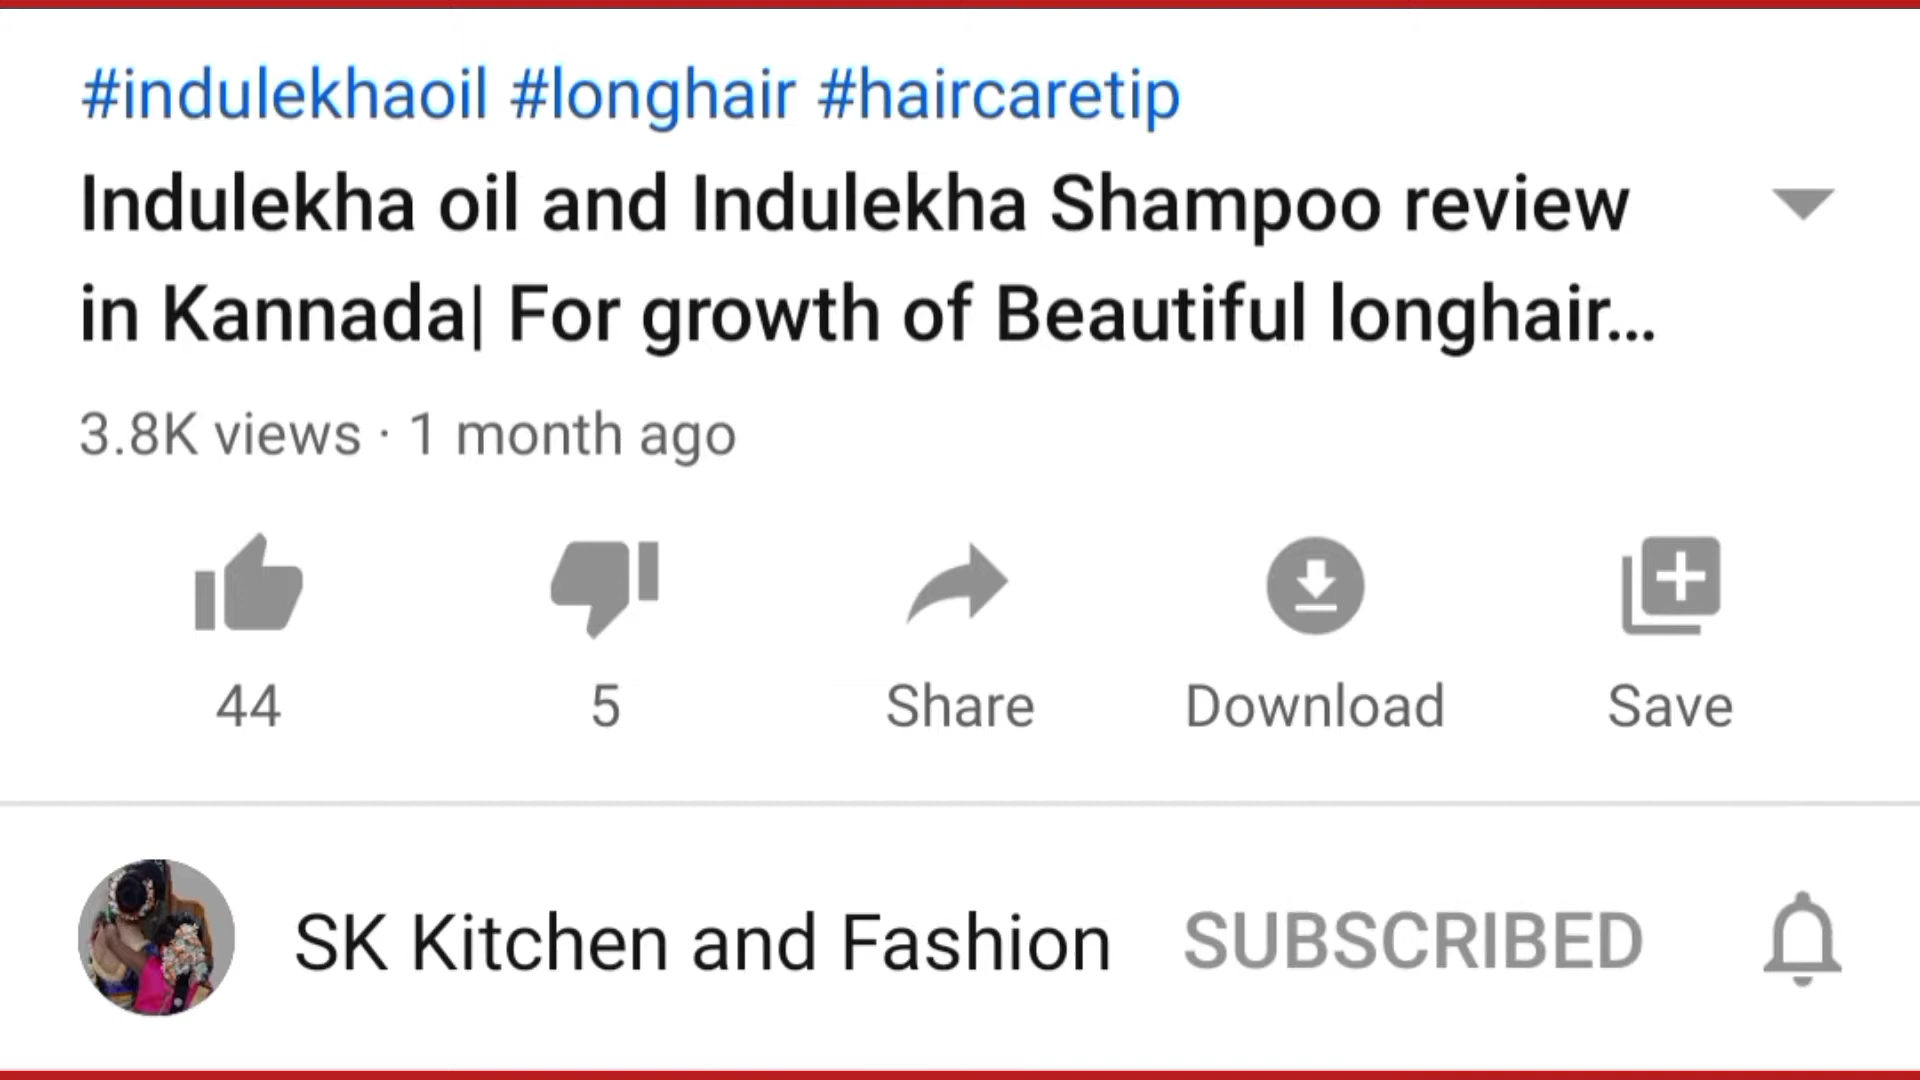 #indulekhaoil #longhair #haircaretip
Indulekha oil and Indulekha Shampoo review
in Kannada| For growth of Beautiful longhair...
3.8K views · 1 month ago
44 5 Share Download Save
SK Kitchen and Fashion SUBSCRIBED